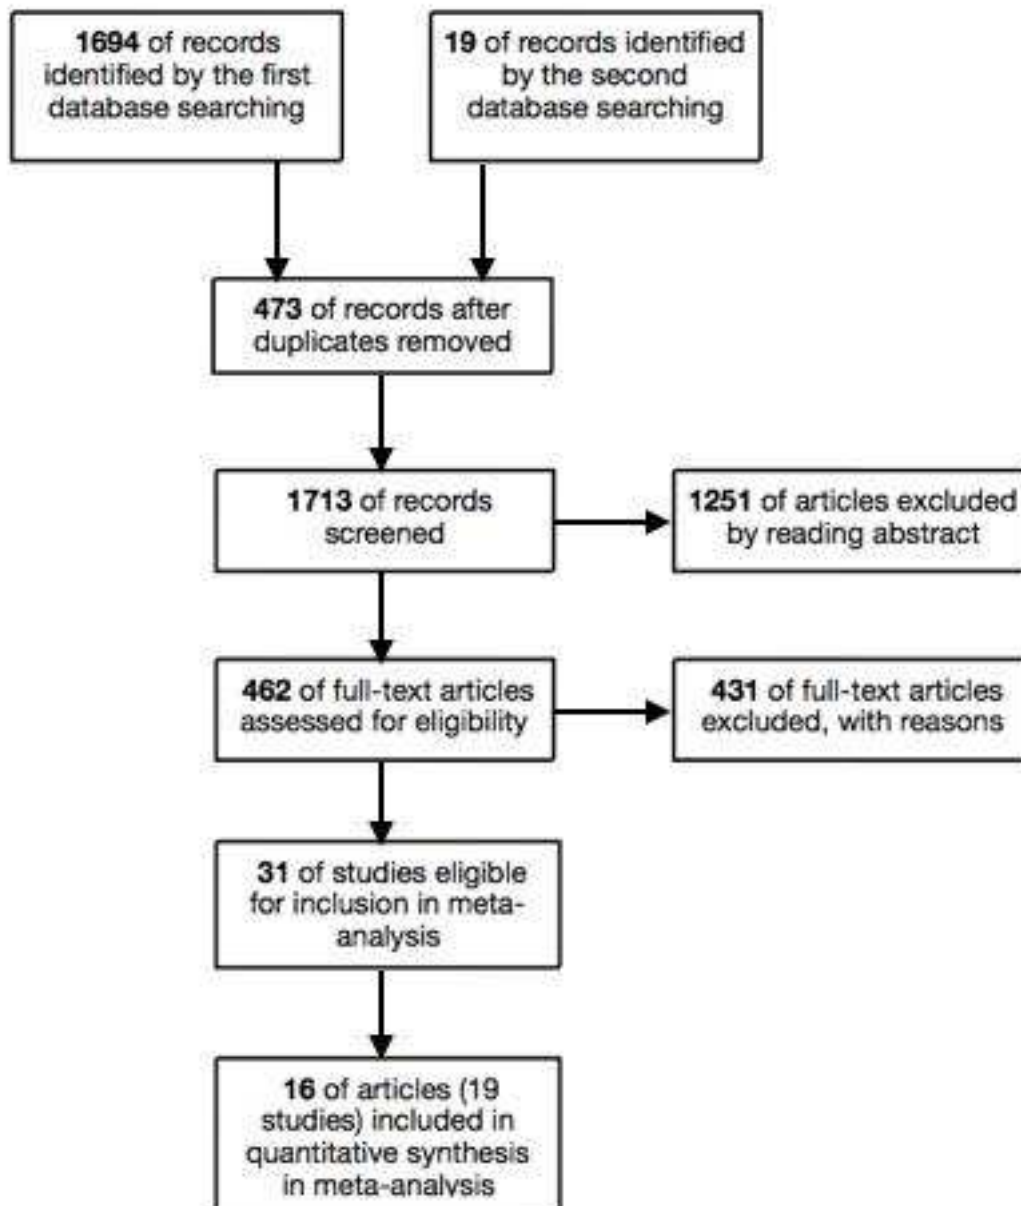 1694 of records
identified by the first
database searching
19 of records identified
by the second
database searching
473 of records after
duplicates removed
1713 of records
screened
1251 of articles excluded
by reading abstract
462 of full-text articles
assessed for eligibility
431 of full-text articles
excluded, with reasons
31 of studies eligible
for inclusion in meta-
analysis
16 of articles (19
studies) included in
quantitative synthesis
in meta-analysis